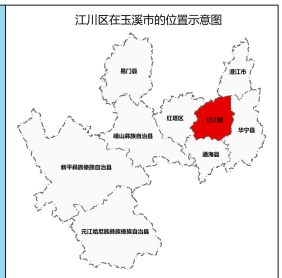 江川区在玉溪市的位置示意图
易门县
澄江市
红塔区
江川区
华宁县
峨山彝族自治县
通海县
新平彝族傣族自治县
元江哈尼族彝族傣族自治县